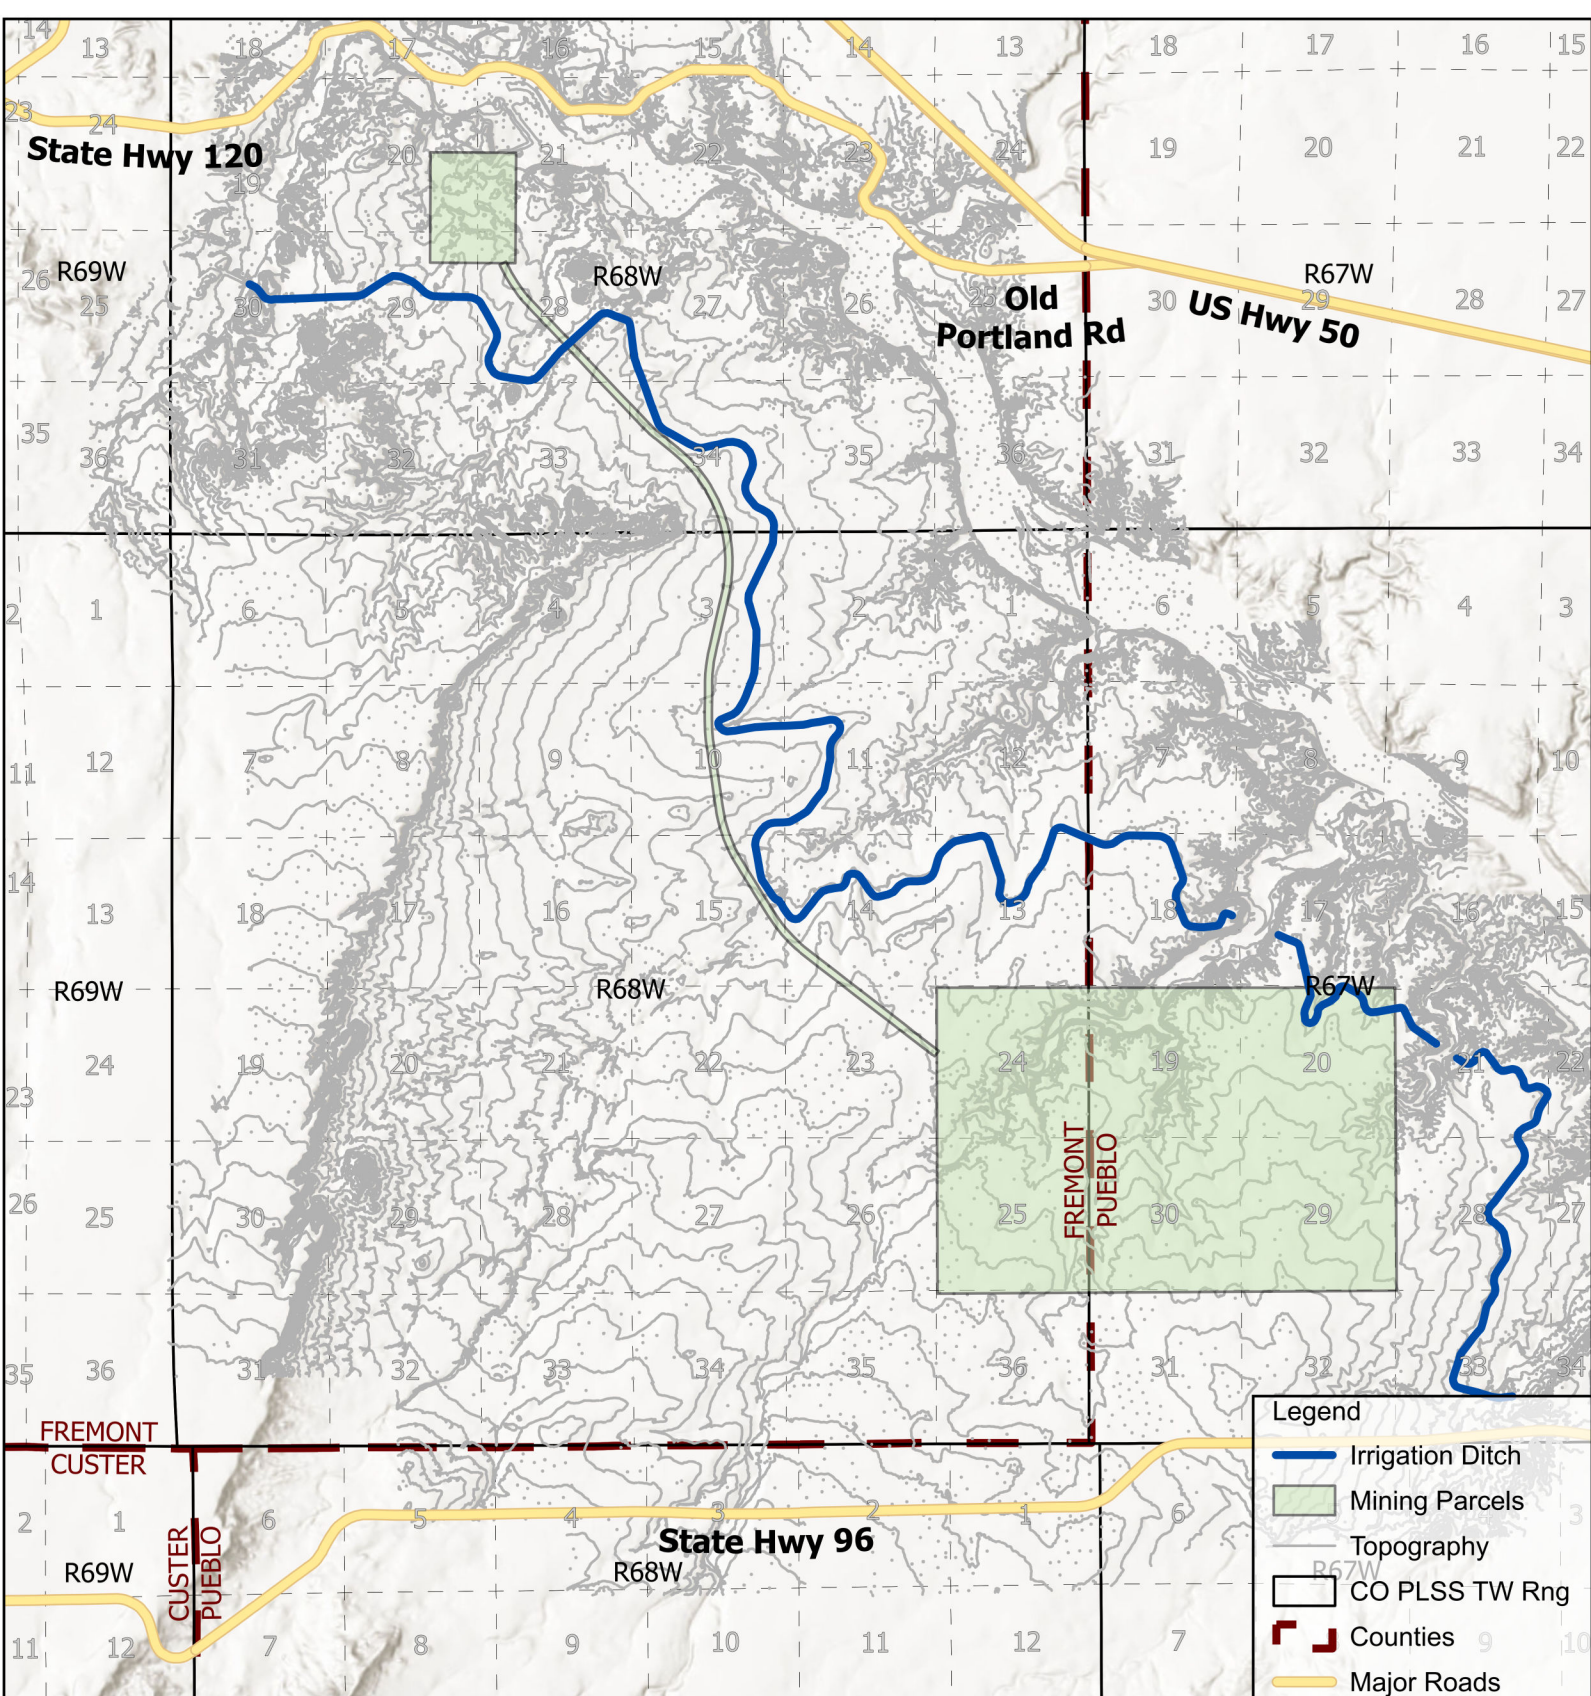 14 13 18 17 16 15 14 13 18 17 16 15
23 24 19 20 21 22 23 24 19 20 21 22
State Hwy 120
R69W R68W R67W
26 25 30 29 28 27 26 25 30 29 28 27
Old
Portland Rd
US Hwy 50
35 36 31 32 33 34 35 36 31 32 33 34
2 1 6 5 4 3 2 1 6 5 4 3
11 12 7 8 9 10 11 12 7 8 9 10
14 13 18 17 16 15 14 13 18 17 16 15
R69W R68W R67W
23 24 19 20 21 22 23 24 19 20 21 22
FREMONT
PUEBLO
26 25 30 29 28 27 26 25 30 29 28 27
35 36 31 32 33 34 35 36 31 32 33 34
FREMONT
CUSTER
2 1 6 5 4 3 2 1 6 3
State Hwy 96
CUSTER
PUEBLO
R69W R68W R67W
11 12 7 8 9 10 11 12 7 9 10
Legend
Irrigation Ditch
Mining Parcels
Topography
CO PLSS TW Rng
Counties
Major Roads